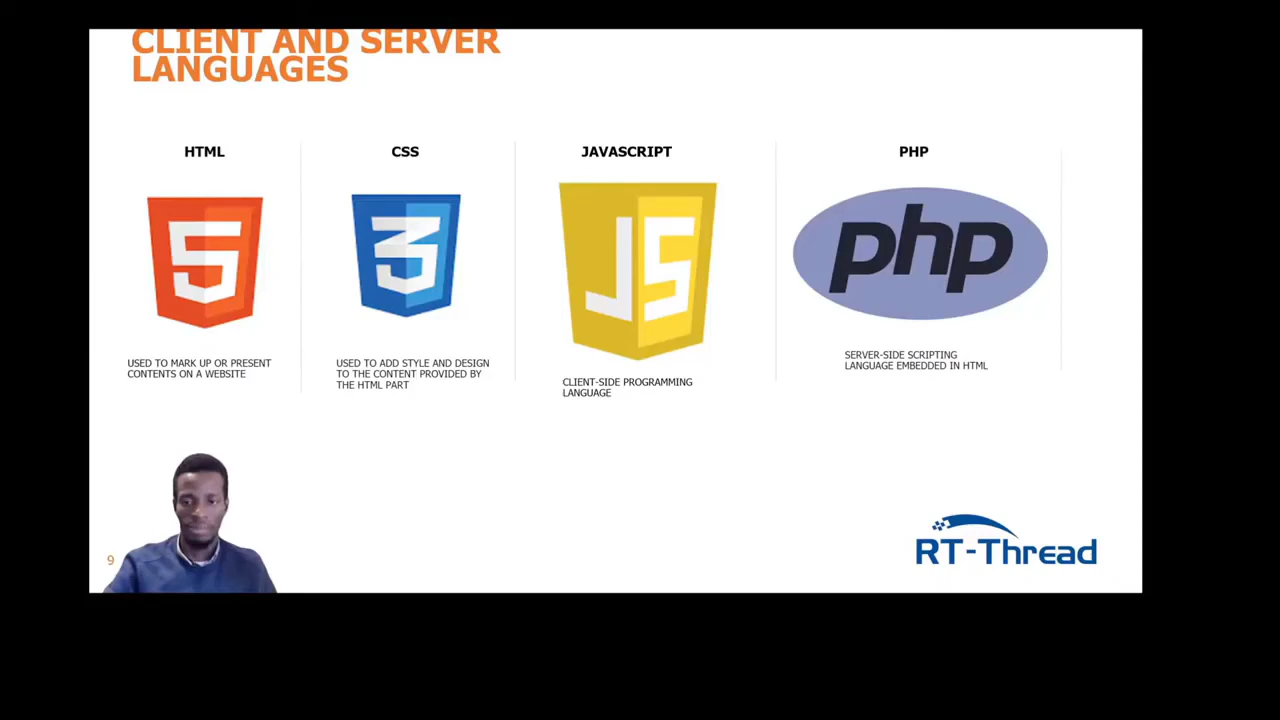 CLIENT AND SERVER
LANGUAGES
HTML
CSS
JAVASCRIPT
PHP
5
3
JS
php
USED TO MARK UP OR PRESENT
CONTENTS ON A WEBSITE
USED TO ADD STYLE AND DESIGN
TO THE CONTENT PROVIDED BY
THE HTML PART
CLIENT-SIDE PROGRAMMING
LANGUAGE
SERVER-SIDE SCRIPTING
LANGUAGE EMBEDDED IN HTML
9
RT-Thread